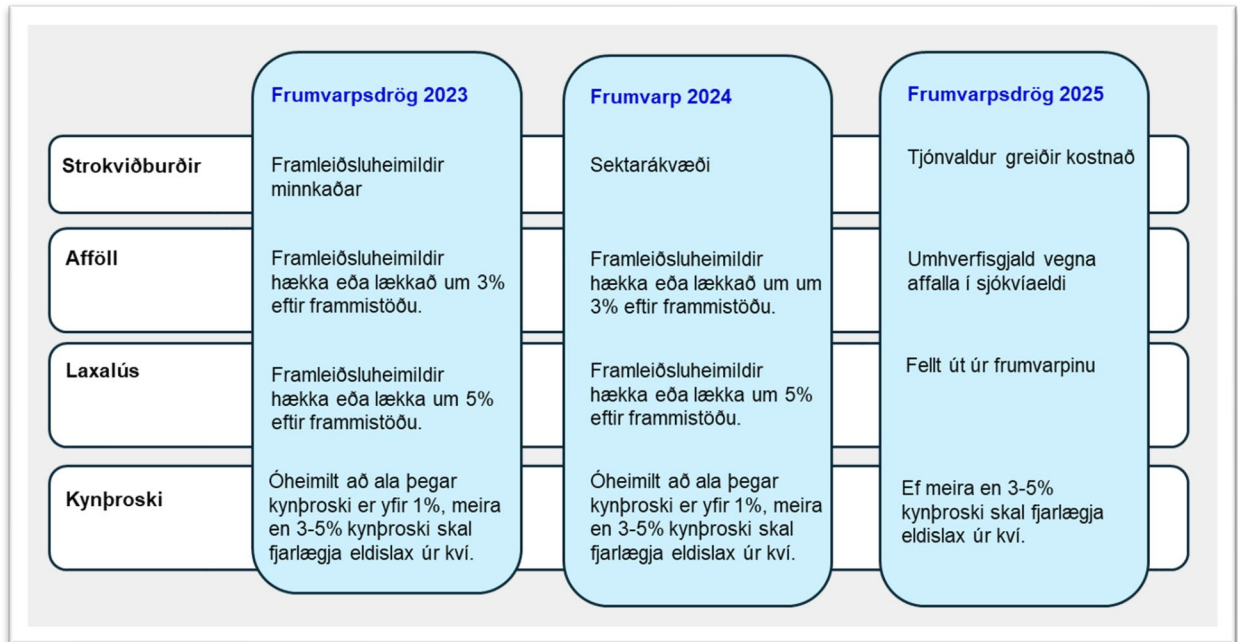 Frumvarpsdrög 2023
Frumvarp 2024
Frumvarpsdrög 2025
Strokviðburðir
Framleiðsluheimildir
minnkaðar
Sektarákvæði
Tjónvaldur greiðir kostnað
Afföll
Framleiðsluheimildir
hækka eða lækkað um 3%
eftir frammistöðu.
Framleiðsluheimildir
hækka eða lækkað um um
3% eftir frammistöðu.
Umhverfisgjald vegna
affalla í sjókvíaeldi
Laxalús
Framleiðsluheimildir
hækka eða lækka um 5%
eftir frammistöðu.
Framleiðsluheimildir
hækka eða lækka um 5%
eftir frammistöðu.
Fellt út úr frumvarpinu
Kynþroski
Óheimilt að ala þegar
kynþroski er yfir 1%, meira
en 3-5% kynþroski skal
fjarlægja eldislax úr kví.
Óheimilt að ala þegar
kynþroski er yfir 1%, meira
en 3-5% kynþroski skal
fjarlægja eldislax úr kví.
Ef meira en 3-5%
kynþroski skal fjarlægja
eldislax úr kví.